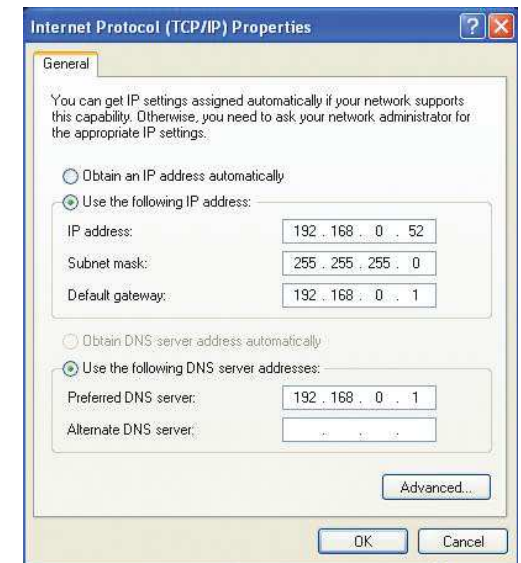 Internet Protocol (TCP/IP) Properties
General
You can get IP settings assigned automatically if your network supports
this capability. Otherwise, you need to ask your network administrator for
the appropriate IP settings.
Obtain an IP address automatically
Use the following IP address:
IP address: 192 . 168 . 0 . 52
Subnet mask: 255 . 255 . 255 . 0
Default gateway: 192 . 168 . 0 . 1
Obtain DNS server address automatically
Use the following DNS server addresses:
Preferred DNS server: 192 . 168 . 0 . 1
Alternate DNS server: . . .
Advanced...
OK Cancel